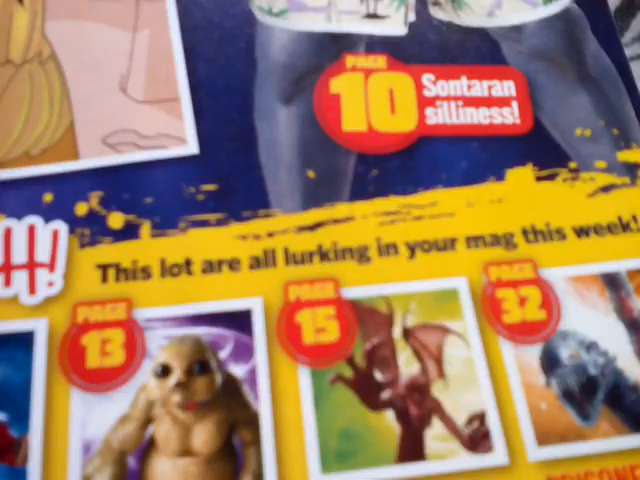 PAGE
10
Sontaran
silliness!
H!
This lot are all lurking in your mag this week!
PAGE
13
PAGE
15
PAGE
32